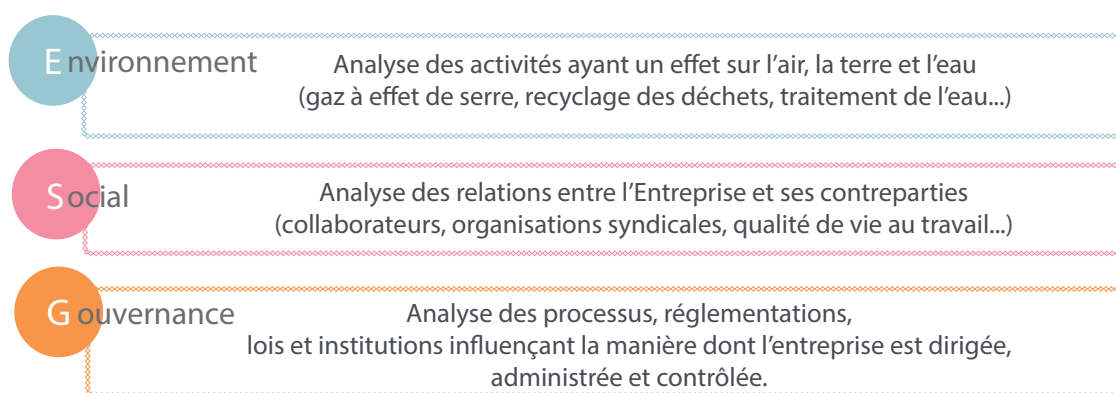 Environnement
Analyse des activités ayant un effet sur l'air, la terre et l'eau
(gaz à effet de serre, recyclage des déchets, traitement de l'eau...)
Social
Analyse des relations entre l'Entreprise et ses contreparties
(collaborateurs, organisations syndicales, qualité de vie au travail...)
Gouvernance
Analyse des processus, réglementations,
lois et institutions influençant la manière dont l'entreprise est dirigée,
administrée et contrôlée.